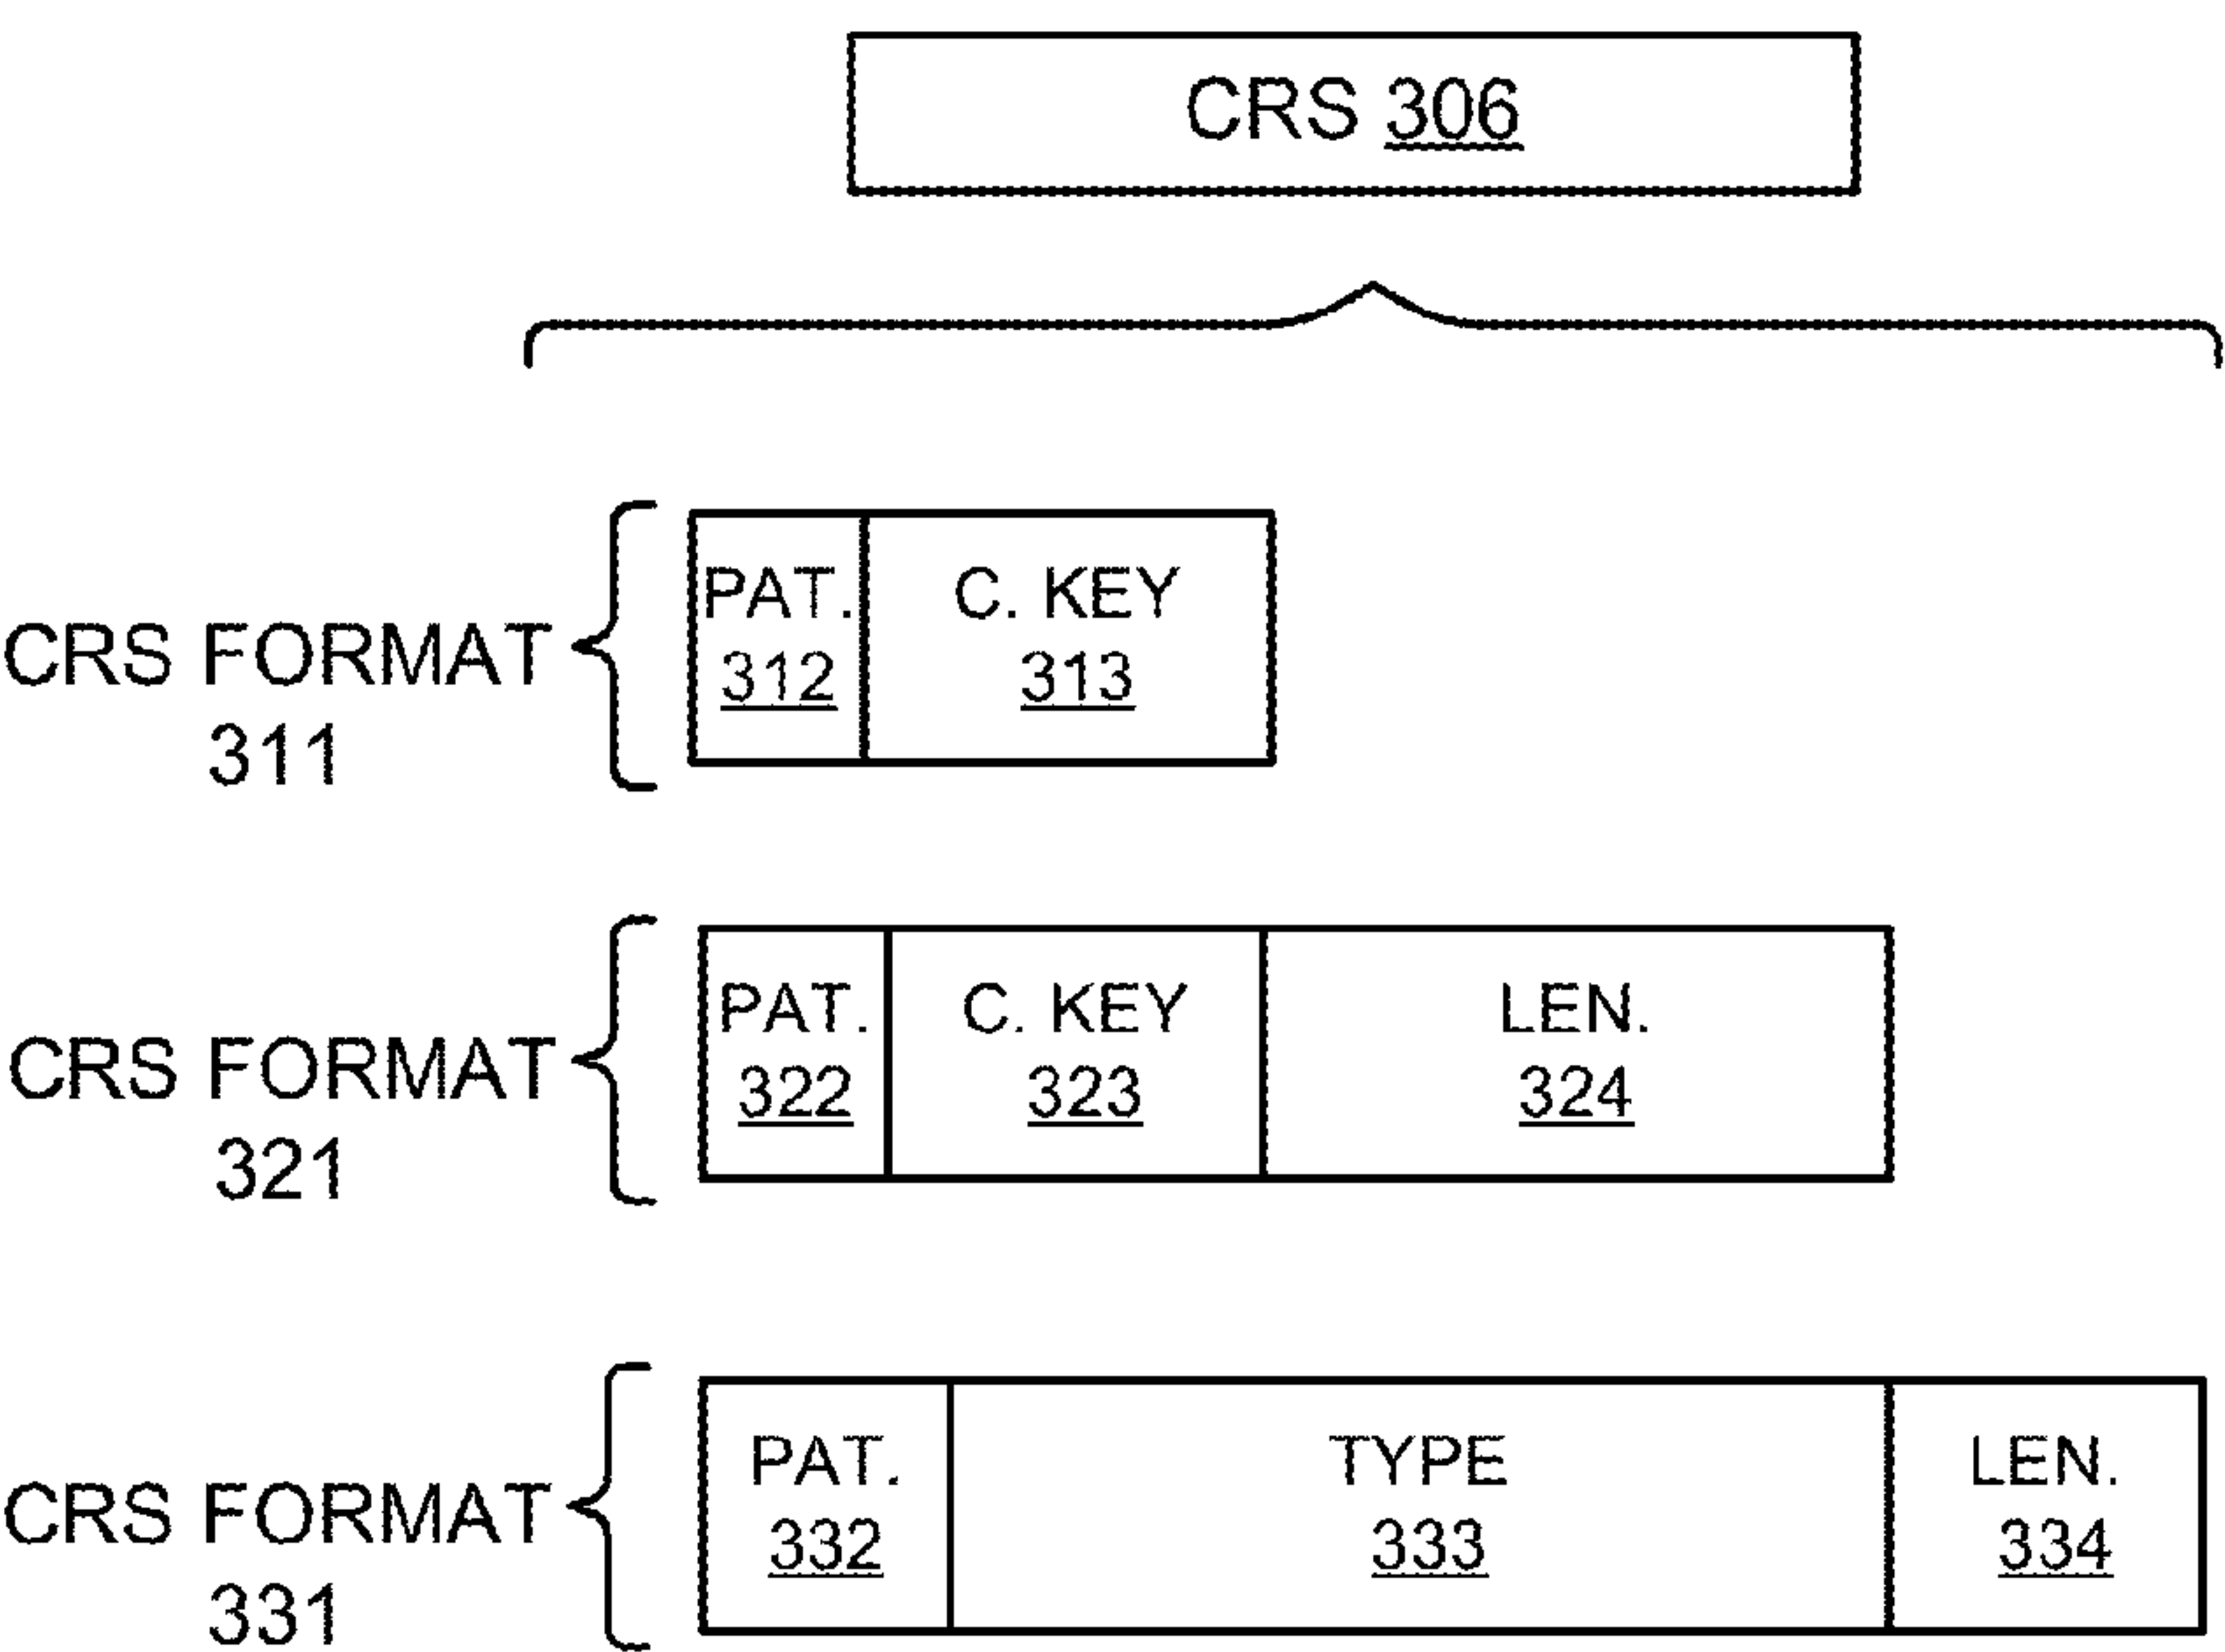 CRS 306
CRS FORMAT
311
PAT.
312
C. KEY
313
CRS FORMAT
321
PAT.
322
C. KEY
323
LEN.
324
CRS FORMAT
331
PAT.
332
TYPE
333
LEN.
334